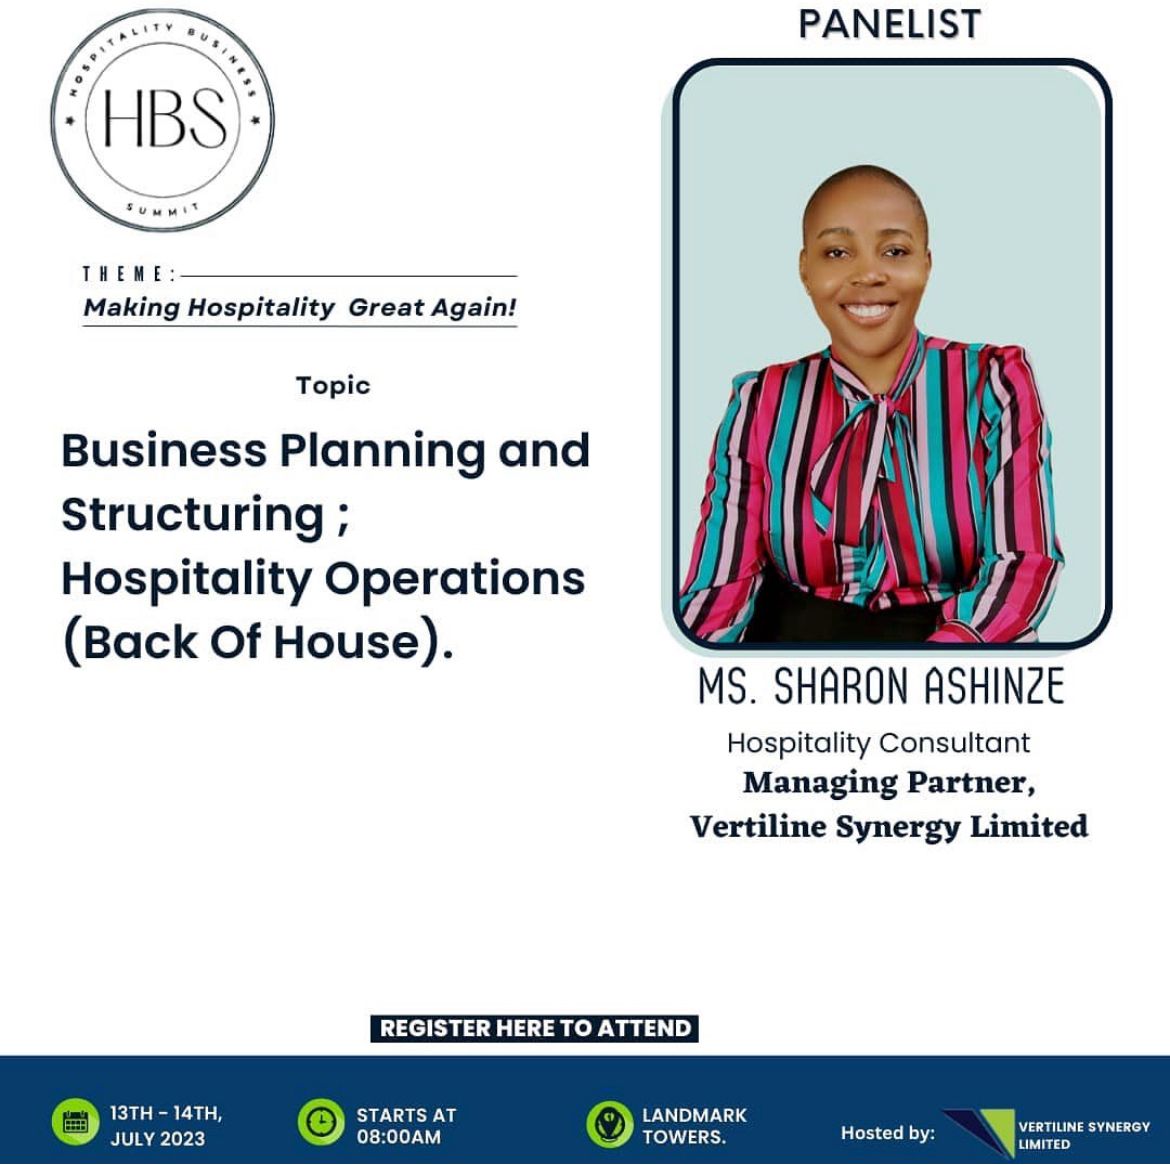 HOSPITALITY BUSINESS
HBS
SUMMIT
THEME:
Making Hospitality Great Again!
Topic
Business Planning and
Structuring ;
Hospitality Operations
(Back Of House).
PANELIST
MS. SHARON ASHINZE
Hospitality Consultant
Managing Partner,
Vertiline Synergy Limited
REGISTER HERE TO ATTEND
13TH - 14TH,
JULY 2023
STARTS AT
08:00AM
LANDMARK
TOWERS.
Hosted by:
VERTILINE SYNERGY
LIMITED